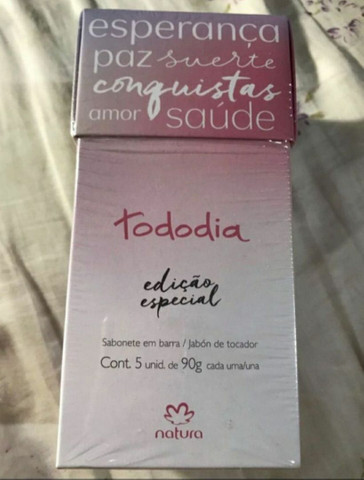 esperança
paz suerte
conquistas
amor saúde
tododia
edição
especial
Sabonete em barra / Jabón de tocador
Cont. 5 unid. de 90g cada uma/una
natura